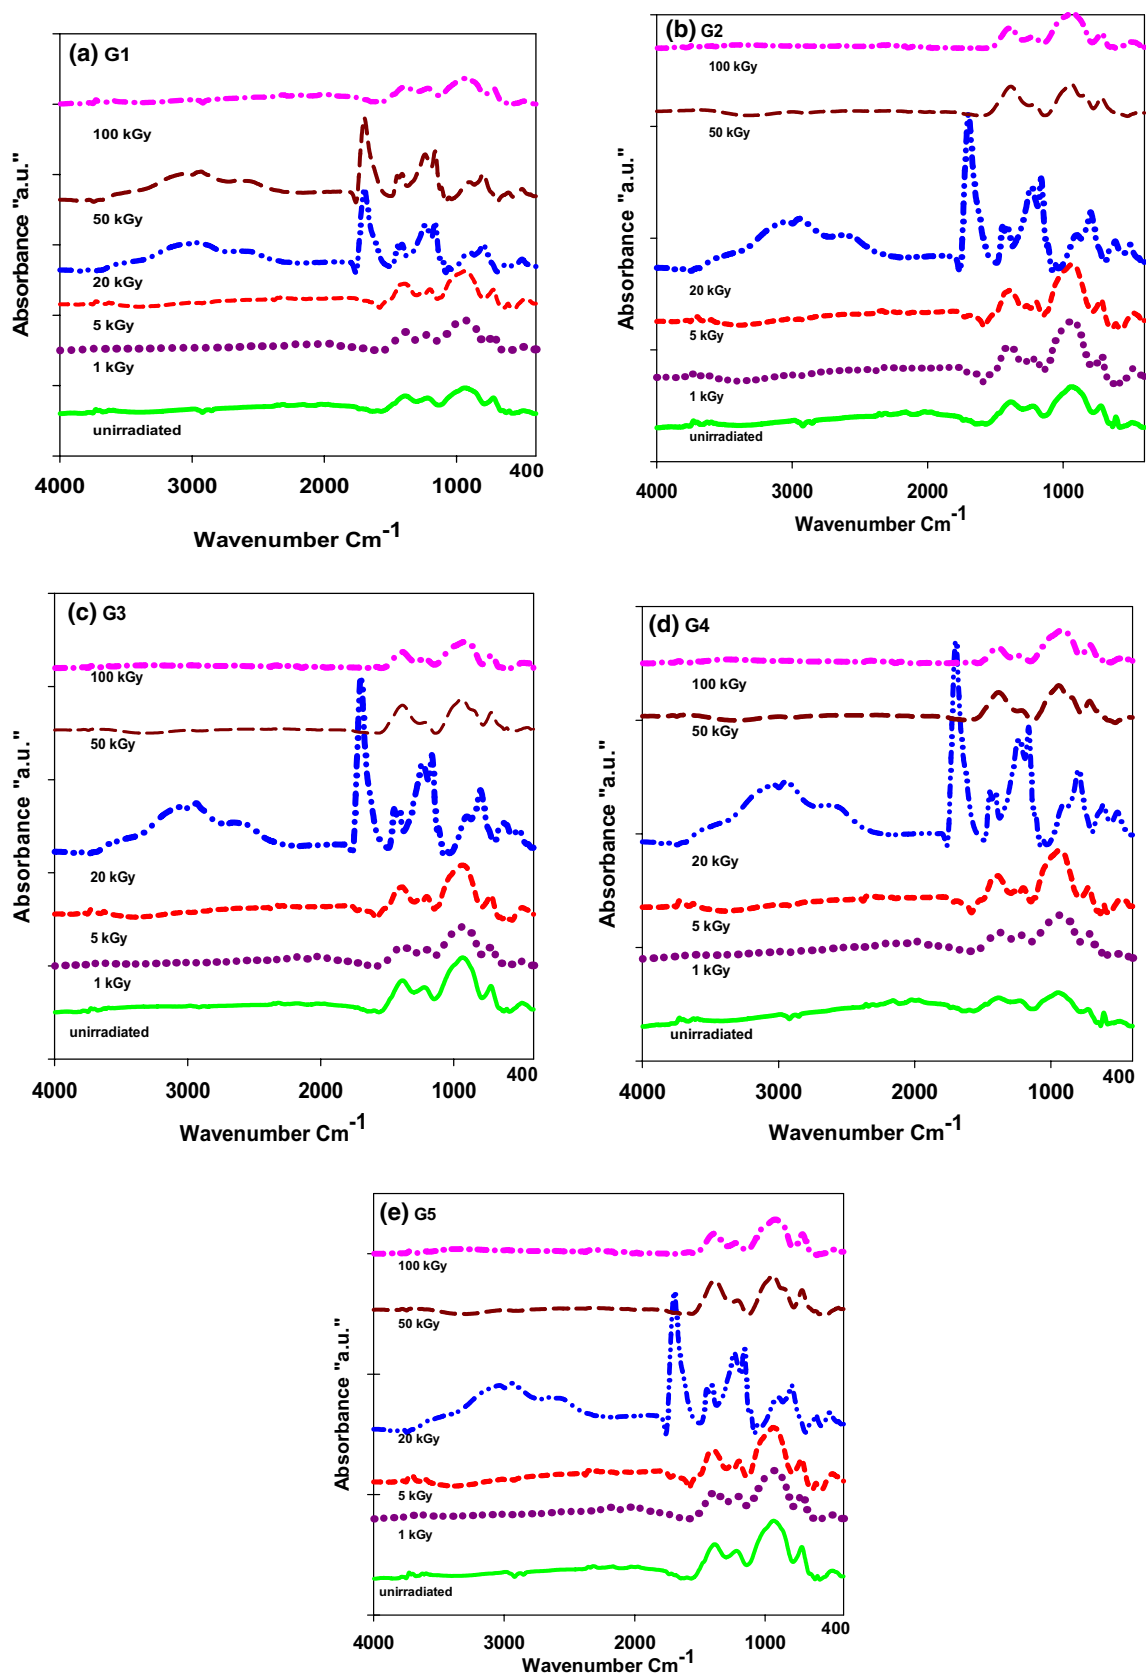 (a) G1
Absorbance "a.u."
100 kGy
50 kGy
20 kGy
5 kGy
1 kGy
unirradiated
4000 3000 2000 1000 400
Wavenumber Cm-1
(b) G2
Absorbance "a.u."
100 kGy
50 kGy
20 kGy
5 kGy
1 kGy
unirradiated
4000 3000 2000 1000
Wavenumber Cm-1
(c) G3
Absorbance "a.u."
100 kGy
50 kGy
20 kGy
5 kGy
1 kGy
unirradiated
4000 3000 2000 1000 400
Wavenumber Cm-1
(d) G4
Absorbance "a.u."
100 kGy
50 kGy
20 kGy
5 kGy
1 kGy
unirradiated
4000 3000 2000 1000 400
Wavenumber Cm-1
(e) G5
Absorbance "a.u."
100 kGy
50 kGy
20 kGy
5 kGy
1 kGy
unirradiated
4000 3000 2000 1000 400
Wavenumber Cm-1